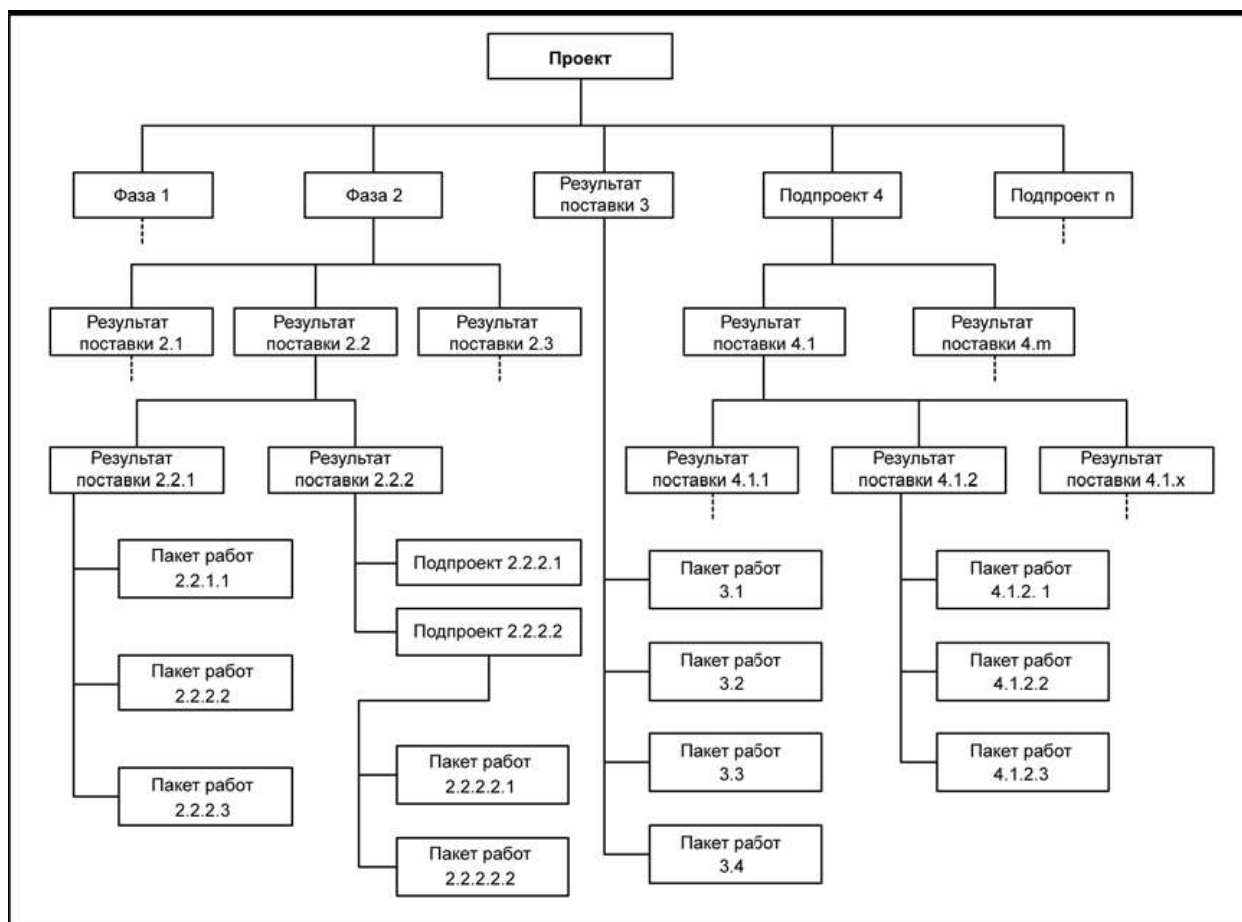 Проект
Фаза 1
Фаза 2
Результат
поставки 3
Подпроект 4
Подпроект n
Результат
поставки 2.1
Результат
поставки 2.2
Результат
поставки 2.3
Результат
поставки 4.1
Результат
поставки 4.m
Результат
поставки 2.2.1
Результат
поставки 2.2.2
Результат
поставки 4.1.1
Результат
поставки 4.1.2
Результат
поставки 4.1.x
Пакет работ
2.2.1.1
Пакет работ
2.2.2.2
Пакет работ
2.2.2.3
Подпроект 2.2.2.1
Подпроект 2.2.2.2
Пакет работ
2.2.2.2.1
Пакет работ
2.2.2.2.2
Пакет работ
3.1
Пакет работ
3.2
Пакет работ
3.3
Пакет работ
3.4
Пакет работ
4.1.2. 1
Пакет работ
4.1.2.2
Пакет работ
4.1.2.3